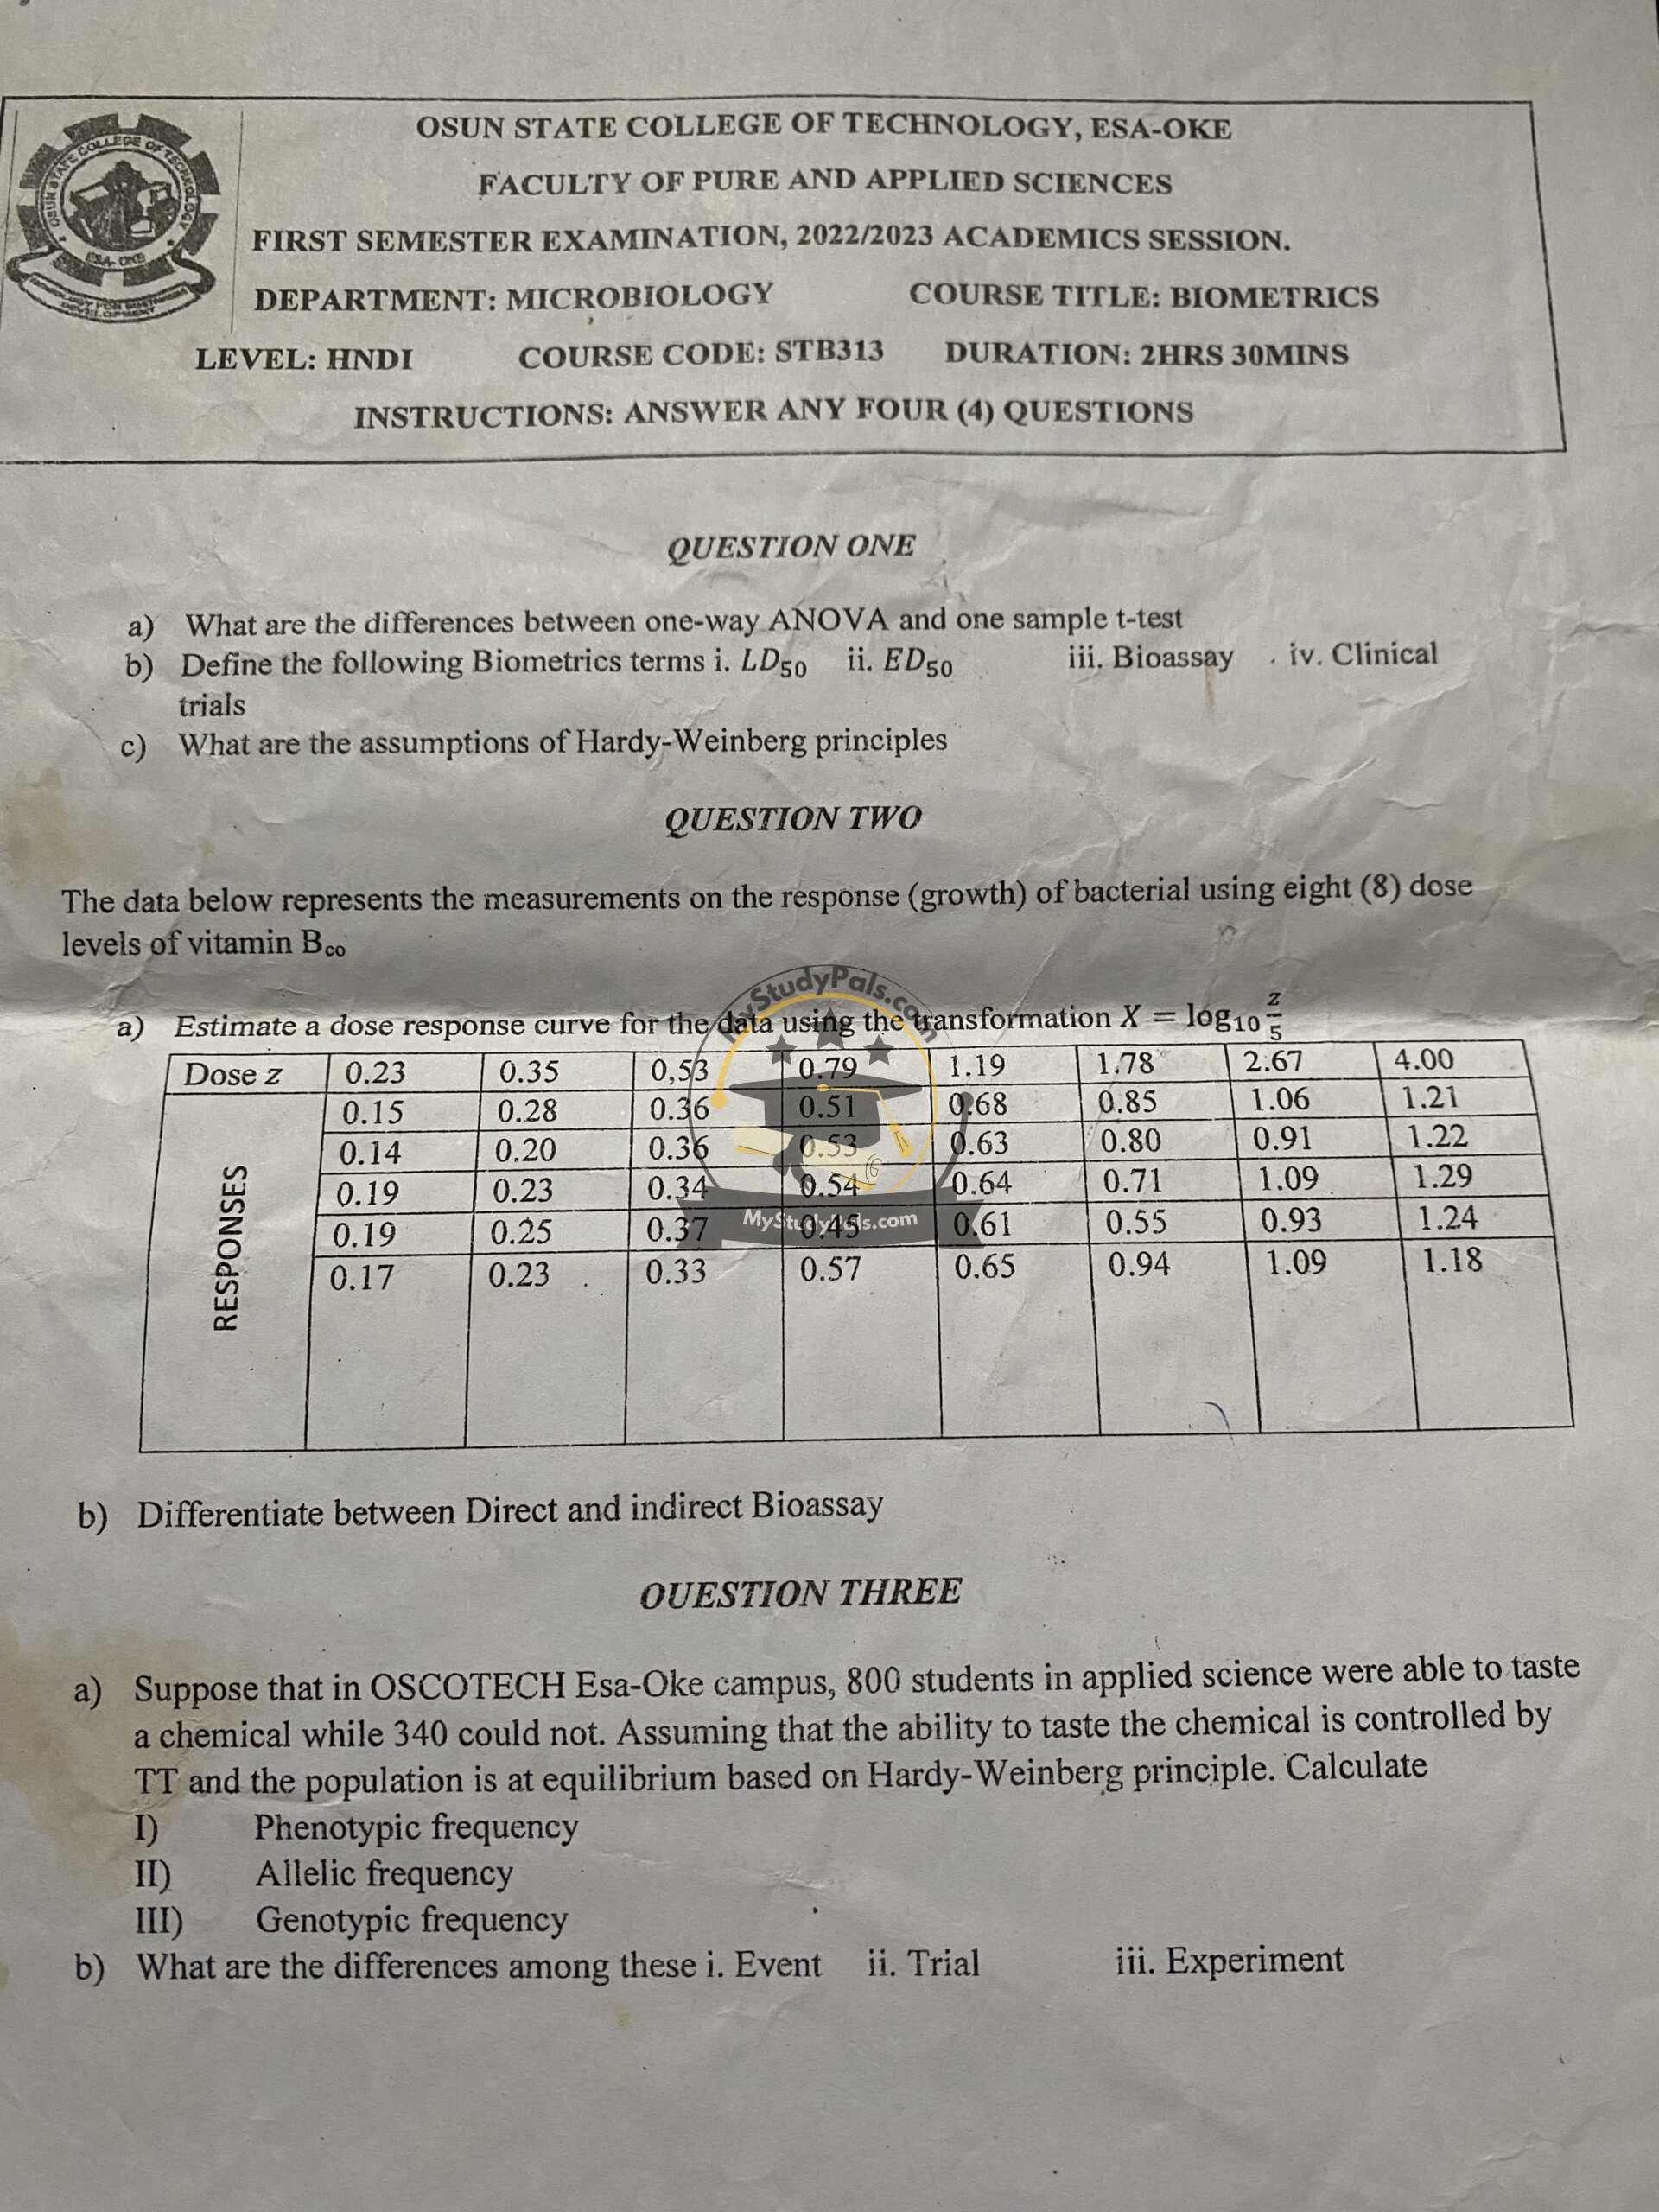 OSUN STATE COLLEGE OF TECHNOLOGY
ESA-OKE
OSUN STATE COLLEGE OF TECHNOLOGY, ESA-OKE
FACULTY OF PURE AND APPLIED SCIENCES
FIRST SEMESTER EXAMINATION, 2022/2023 ACADEMICS SESSION.
DEPARTMENT: MICROBIOLOGY COURSE TITLE: BIOMETRICS
LEVEL: HNDI COURSE CODE: STB313 DURATION: 2HRS 30MINS
INSTRUCTIONS: ANSWER ANY FOUR (4) QUESTIONS
QUESTION ONE
a) What are the differences between one-way ANOVA and one sample t-test
b) Define the following Biometrics terms i. LD50 ii. ED50 iii. Bioassay . iv. Clinical
trials
c) What are the assumptions of Hardy-Weinberg principles
QUESTION TWO
The data below represents the measurements on the response (growth) of bacterial using eight (8) dose
levels of vitamin Bco
a) Estimate a dose response curve for the data using the transformation X = log10 z/5
Dose z 0.23 0.35 0,53 0.79 1.19 1.78 2.67 4.00
RESPONSES
0.15 0.28 0.36 0.51 0.68 0.85 1.06 1.21
0.14 0.20 0.36 0.53 0.63 0.80 0.91 1.22
0.19 0.23 0.34 0.54 0.64 0.71 1.09 1.29
0.19 0.25 0.37 0.45 0.61 0.55 0.93 1.24
0.17 0.23 0.33 0.57 0.65 0.94 1.09 1.18
MyStudyPals.com
MyStudyPals.com
b) Differentiate between Direct and indirect Bioassay
OUESTION THREE
a) Suppose that in OSCOTECH Esa-Oke campus, 800 students in applied science were able to taste
a chemical while 340 could not. Assuming that the ability to taste the chemical is controlled by
TT and the population is at equilibrium based on Hardy-Weinberg principle. Calculate
I) Phenotypic frequency
II) Allelic frequency
III) Genotypic frequency
b) What are the differences among these i. Event ii. Trial iii. Experiment